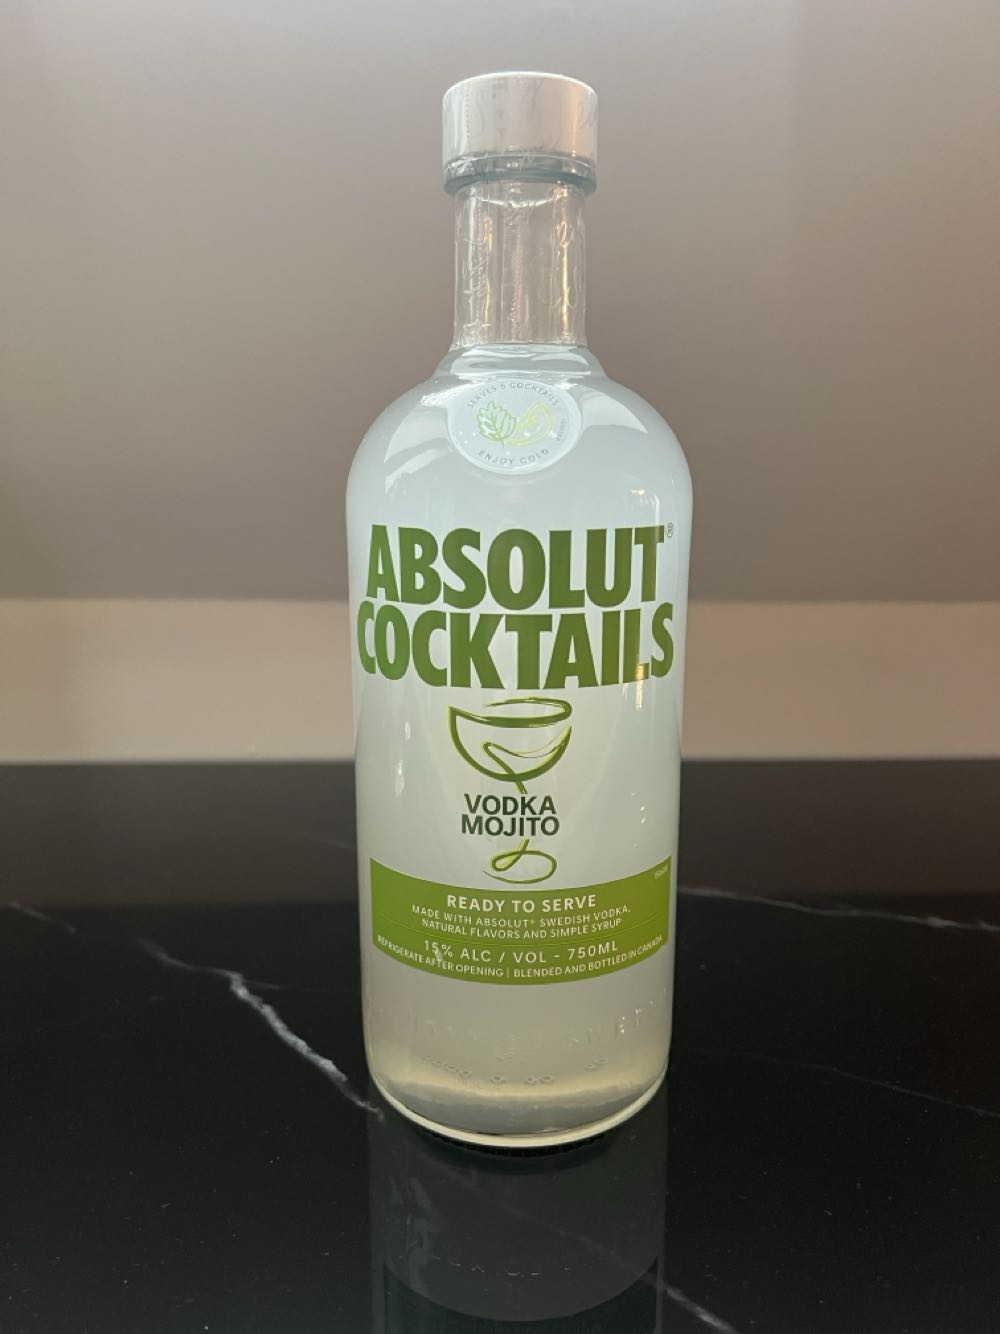 SERVES 6 COCKTAILS
ENJOY COLD
ABSOLUT®
COCKTAILS
VODKA
MOJITO
READY TO SERVE
MADE WITH ABSOLUT® SWEDISH VODKA,
NATURAL FLAVORS AND SIMPLE SYRUP
15% ALC / VOL - 750ML
REFRIGERATE AFTER OPENING | BLENDED AND BOTTLED IN CANADA